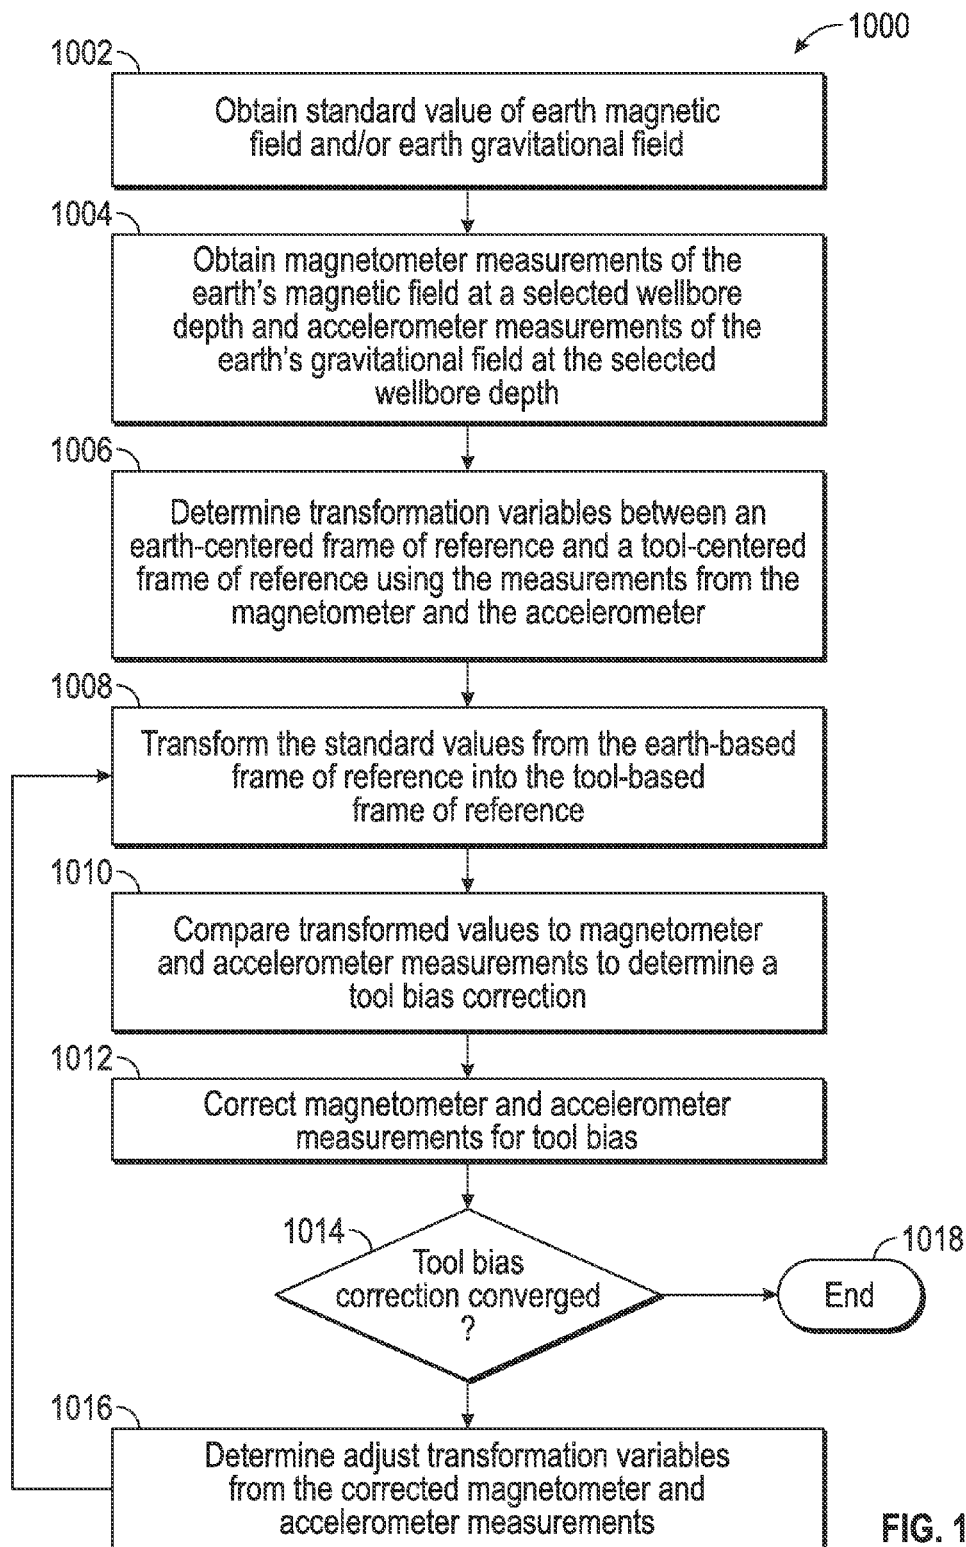 1000
1002
Obtain standard value of earth magnetic
field and/or earth gravitational field
1004
Obtain magnetometer measurements of the
earth's magnetic field at a selected wellbore
depth and accelerometer measurements of the
earth's gravitational field at the selected
wellbore depth
1006
Determine transformation variables between an
earth-centered frame of reference and a tool-centered
frame of reference using the measurements from the
magnetometer and the accelerometer
1008
Transform the standard values from the earth-based
frame of reference into the tool-based
frame of reference
1010
Compare transformed values to magnetometer
and accelerometer measurements to determine a
tool bias correction
1012
Correct magnetometer and accelerometer
measurements for tool bias
1014
Tool bias
correction converged
?
1018
End
1016
Determine adjust transformation variables
from the corrected magnetometer and
accelerometer measurements
FIG. 1